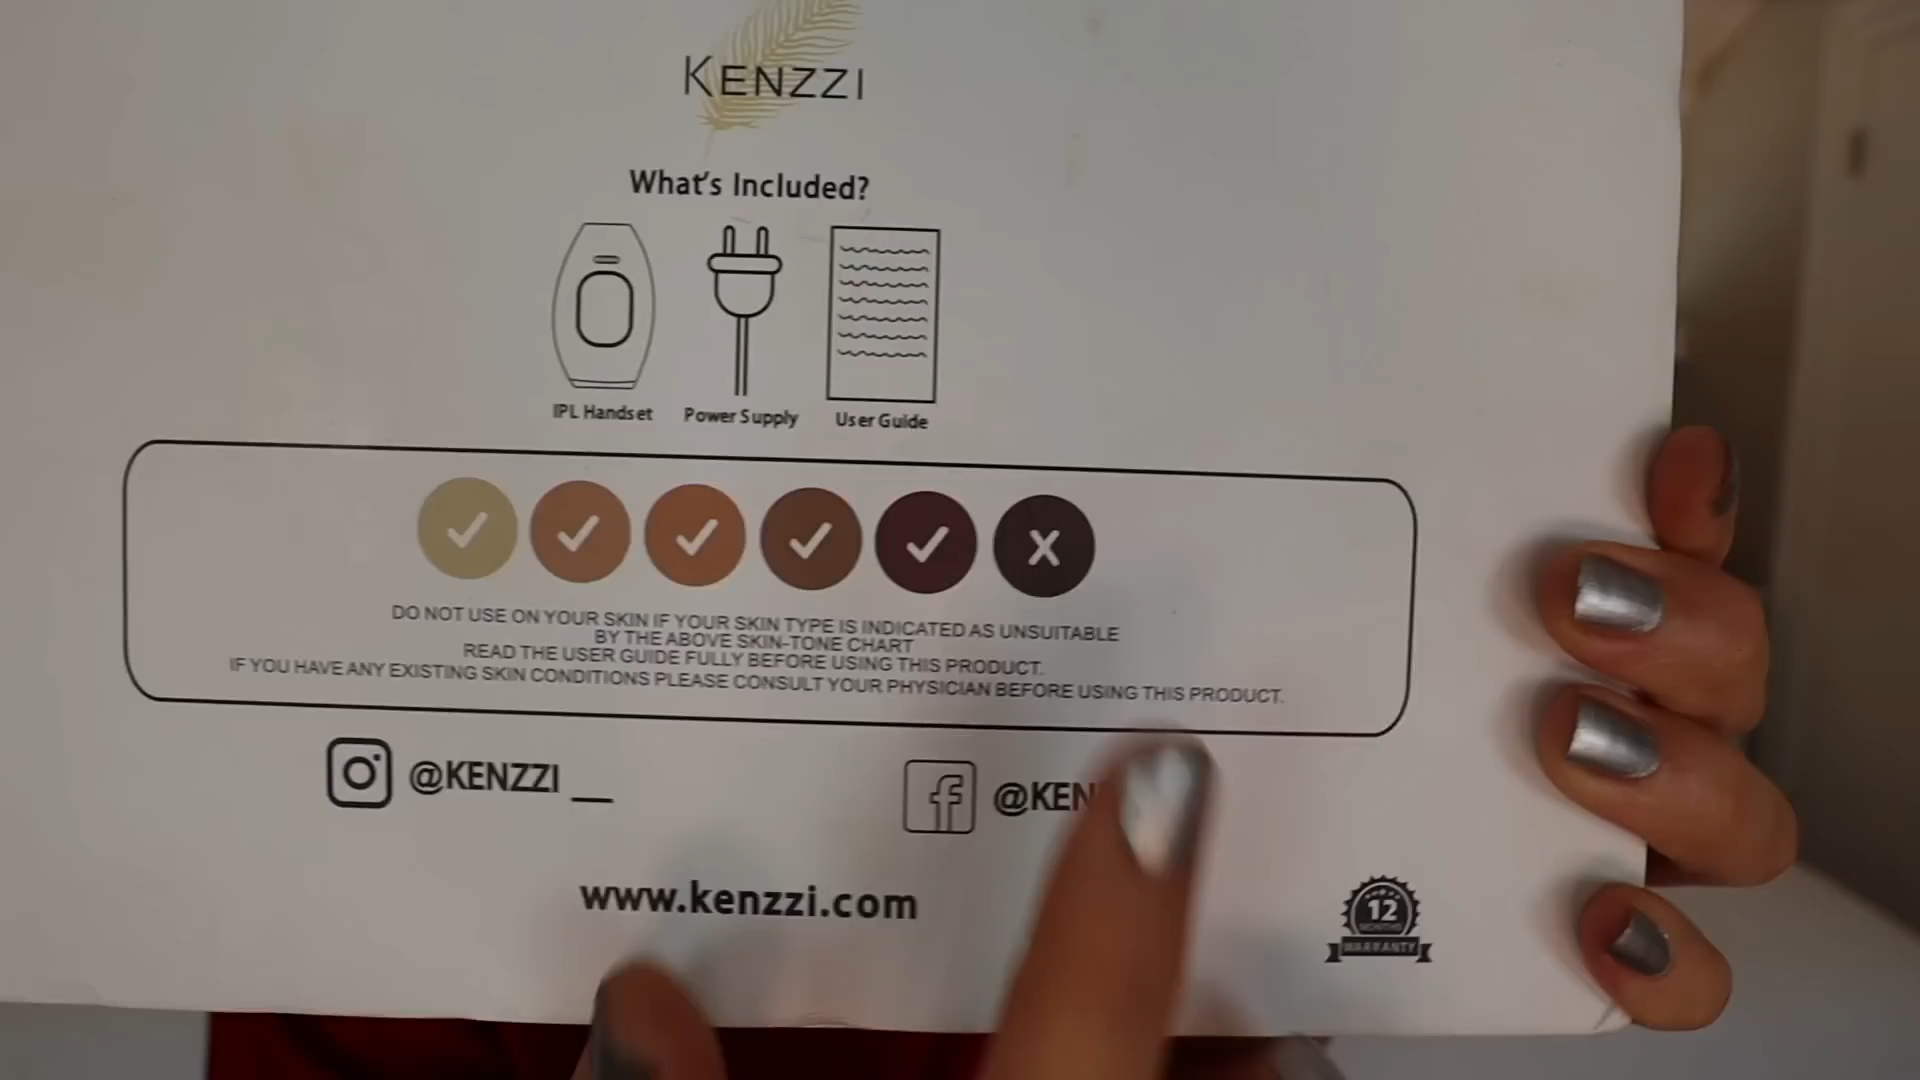 KENZZI
What's Included?
IPL Handset Power Supply User Guide
X
DO NOT USE ON YOUR SKIN IF YOUR SKIN TYPE IS INDICATED AS UNSUITABLE
BY THE ABOVE SKIN-TONE CHART
READ THE USER GUIDE FULLY BEFORE USING THIS PRODUCT.
IF YOU HAVE ANY EXISTING SKIN CONDITIONS PLEASE CONSULT YOUR PHYSICIAN BEFORE USING THIS PRODUCT.
@KENZZI __ @KEN
www.kenzzi.com
12
MONTHS
WARRANTY